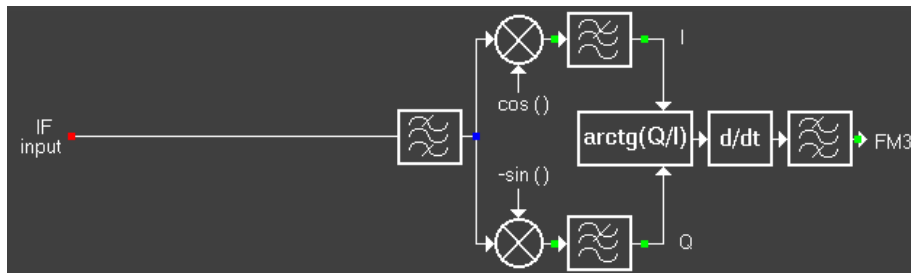 I
cos ()
IF
input
arctg(Q/I)
d/dt
FM3
-sin ()
Q